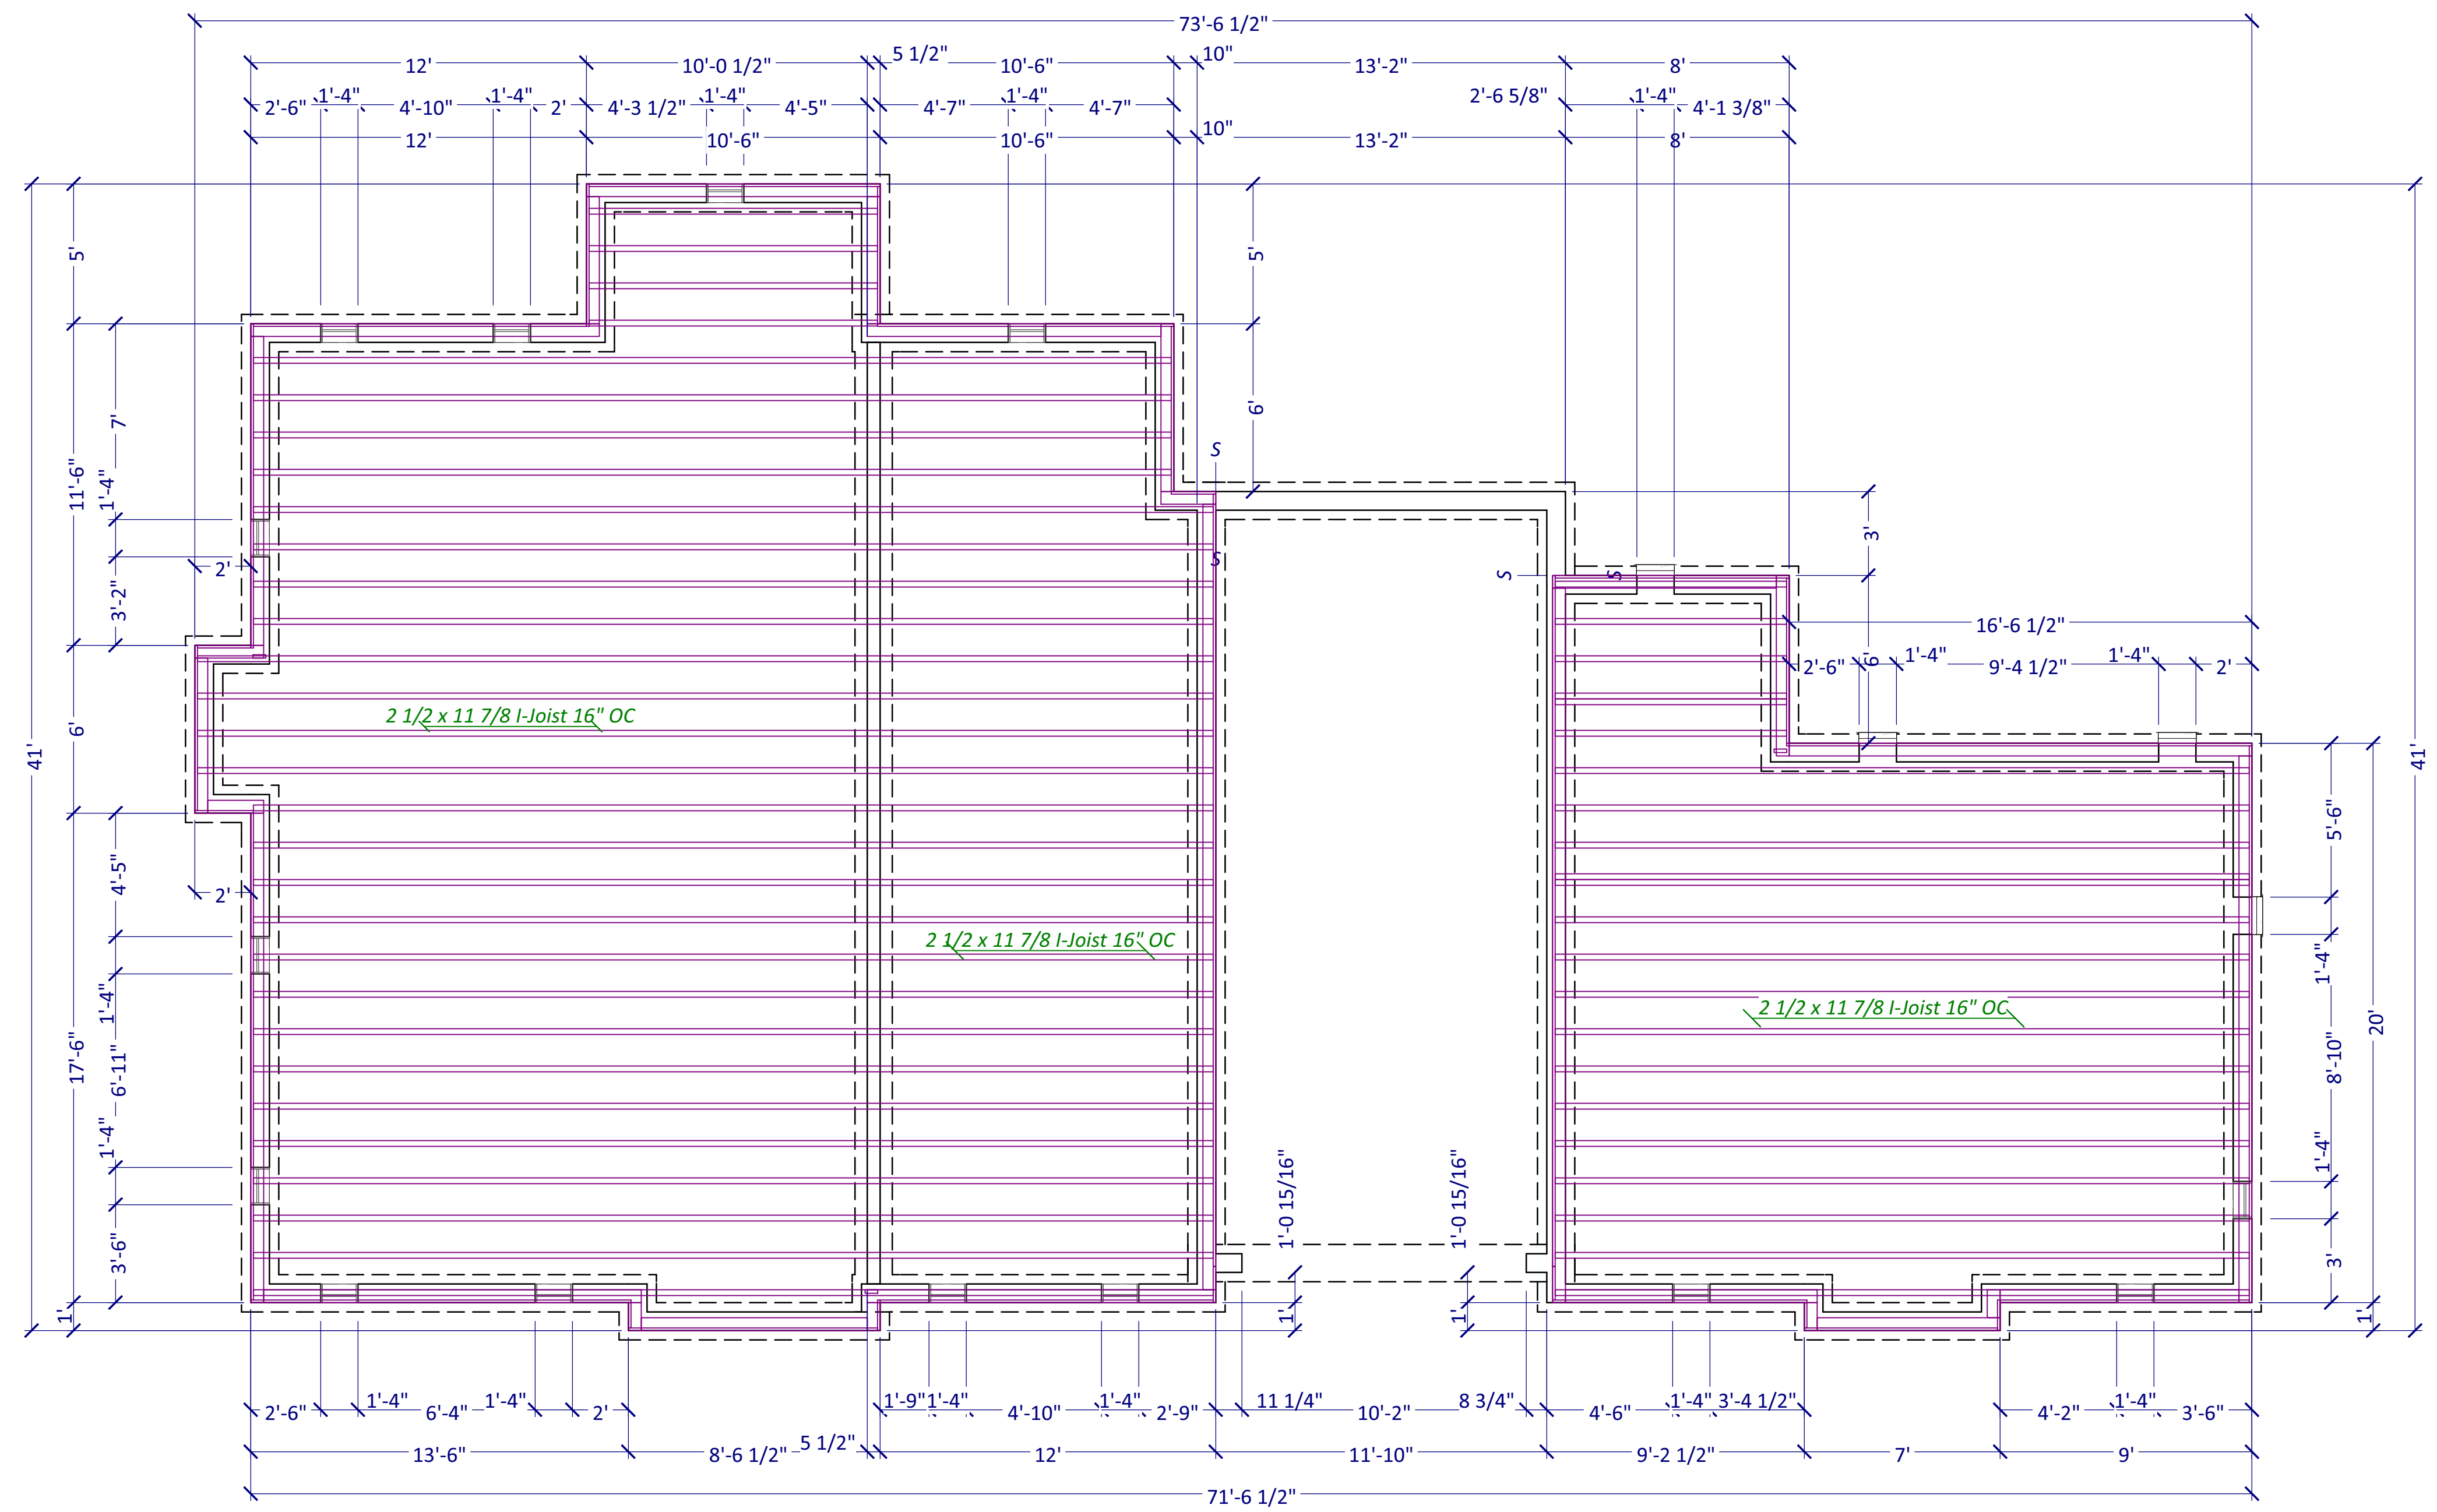 73'-6 1/2"
12' 10'-0 1/2" 5 1/2" 10'-6" 10" 13'-2" 8'
2'-6" 1'-4" 4'-10" 1'-4" 2' 4'-3 1/2" 1'-4" 4'-5" 4'-7" 1'-4" 4'-7" 2'-6 5/8" 1'-4" 4'-1 3/8"
12' 10'-6" 10'-6" 10" 13'-2" 8'
5' 5'
7' 6'
S
11'-6" 1'-4"
3'
S
S S
2'
3'-2"
16'-6 1/2"
2'-6" 6' 1'-4" 9'-4 1/2" 1'-4" 2'
2 1/2 x 11 7/8 I-Joist 16" OC
6'
41' 41'
5'-6"
4'-5"
2'
2 1/2 x 11 7/8 I-Joist 16" OC
1'-4"
1'-4"
2 1/2 x 11 7/8 I-Joist 16" OC
20'
17'-6" 6'-11" 8'-10"
1'-4" 1'-4"
1'-0 15/16" 1'-0 15/16"
3'-6" 3'
1' 1' 1' 1'
2'-6" 1'-4" 6'-4" 1'-4" 2' 1'-9" 1'-4" 4'-10" 1'-4" 2'-9" 11 1/4" 10'-2" 8 3/4" 4'-6" 1'-4" 3'-4 1/2" 4'-2" 1'-4" 3'-6"
13'-6" 8'-6 1/2" 5 1/2" 12' 11'-10" 9'-2 1/2" 7' 9'
71'-6 1/2"